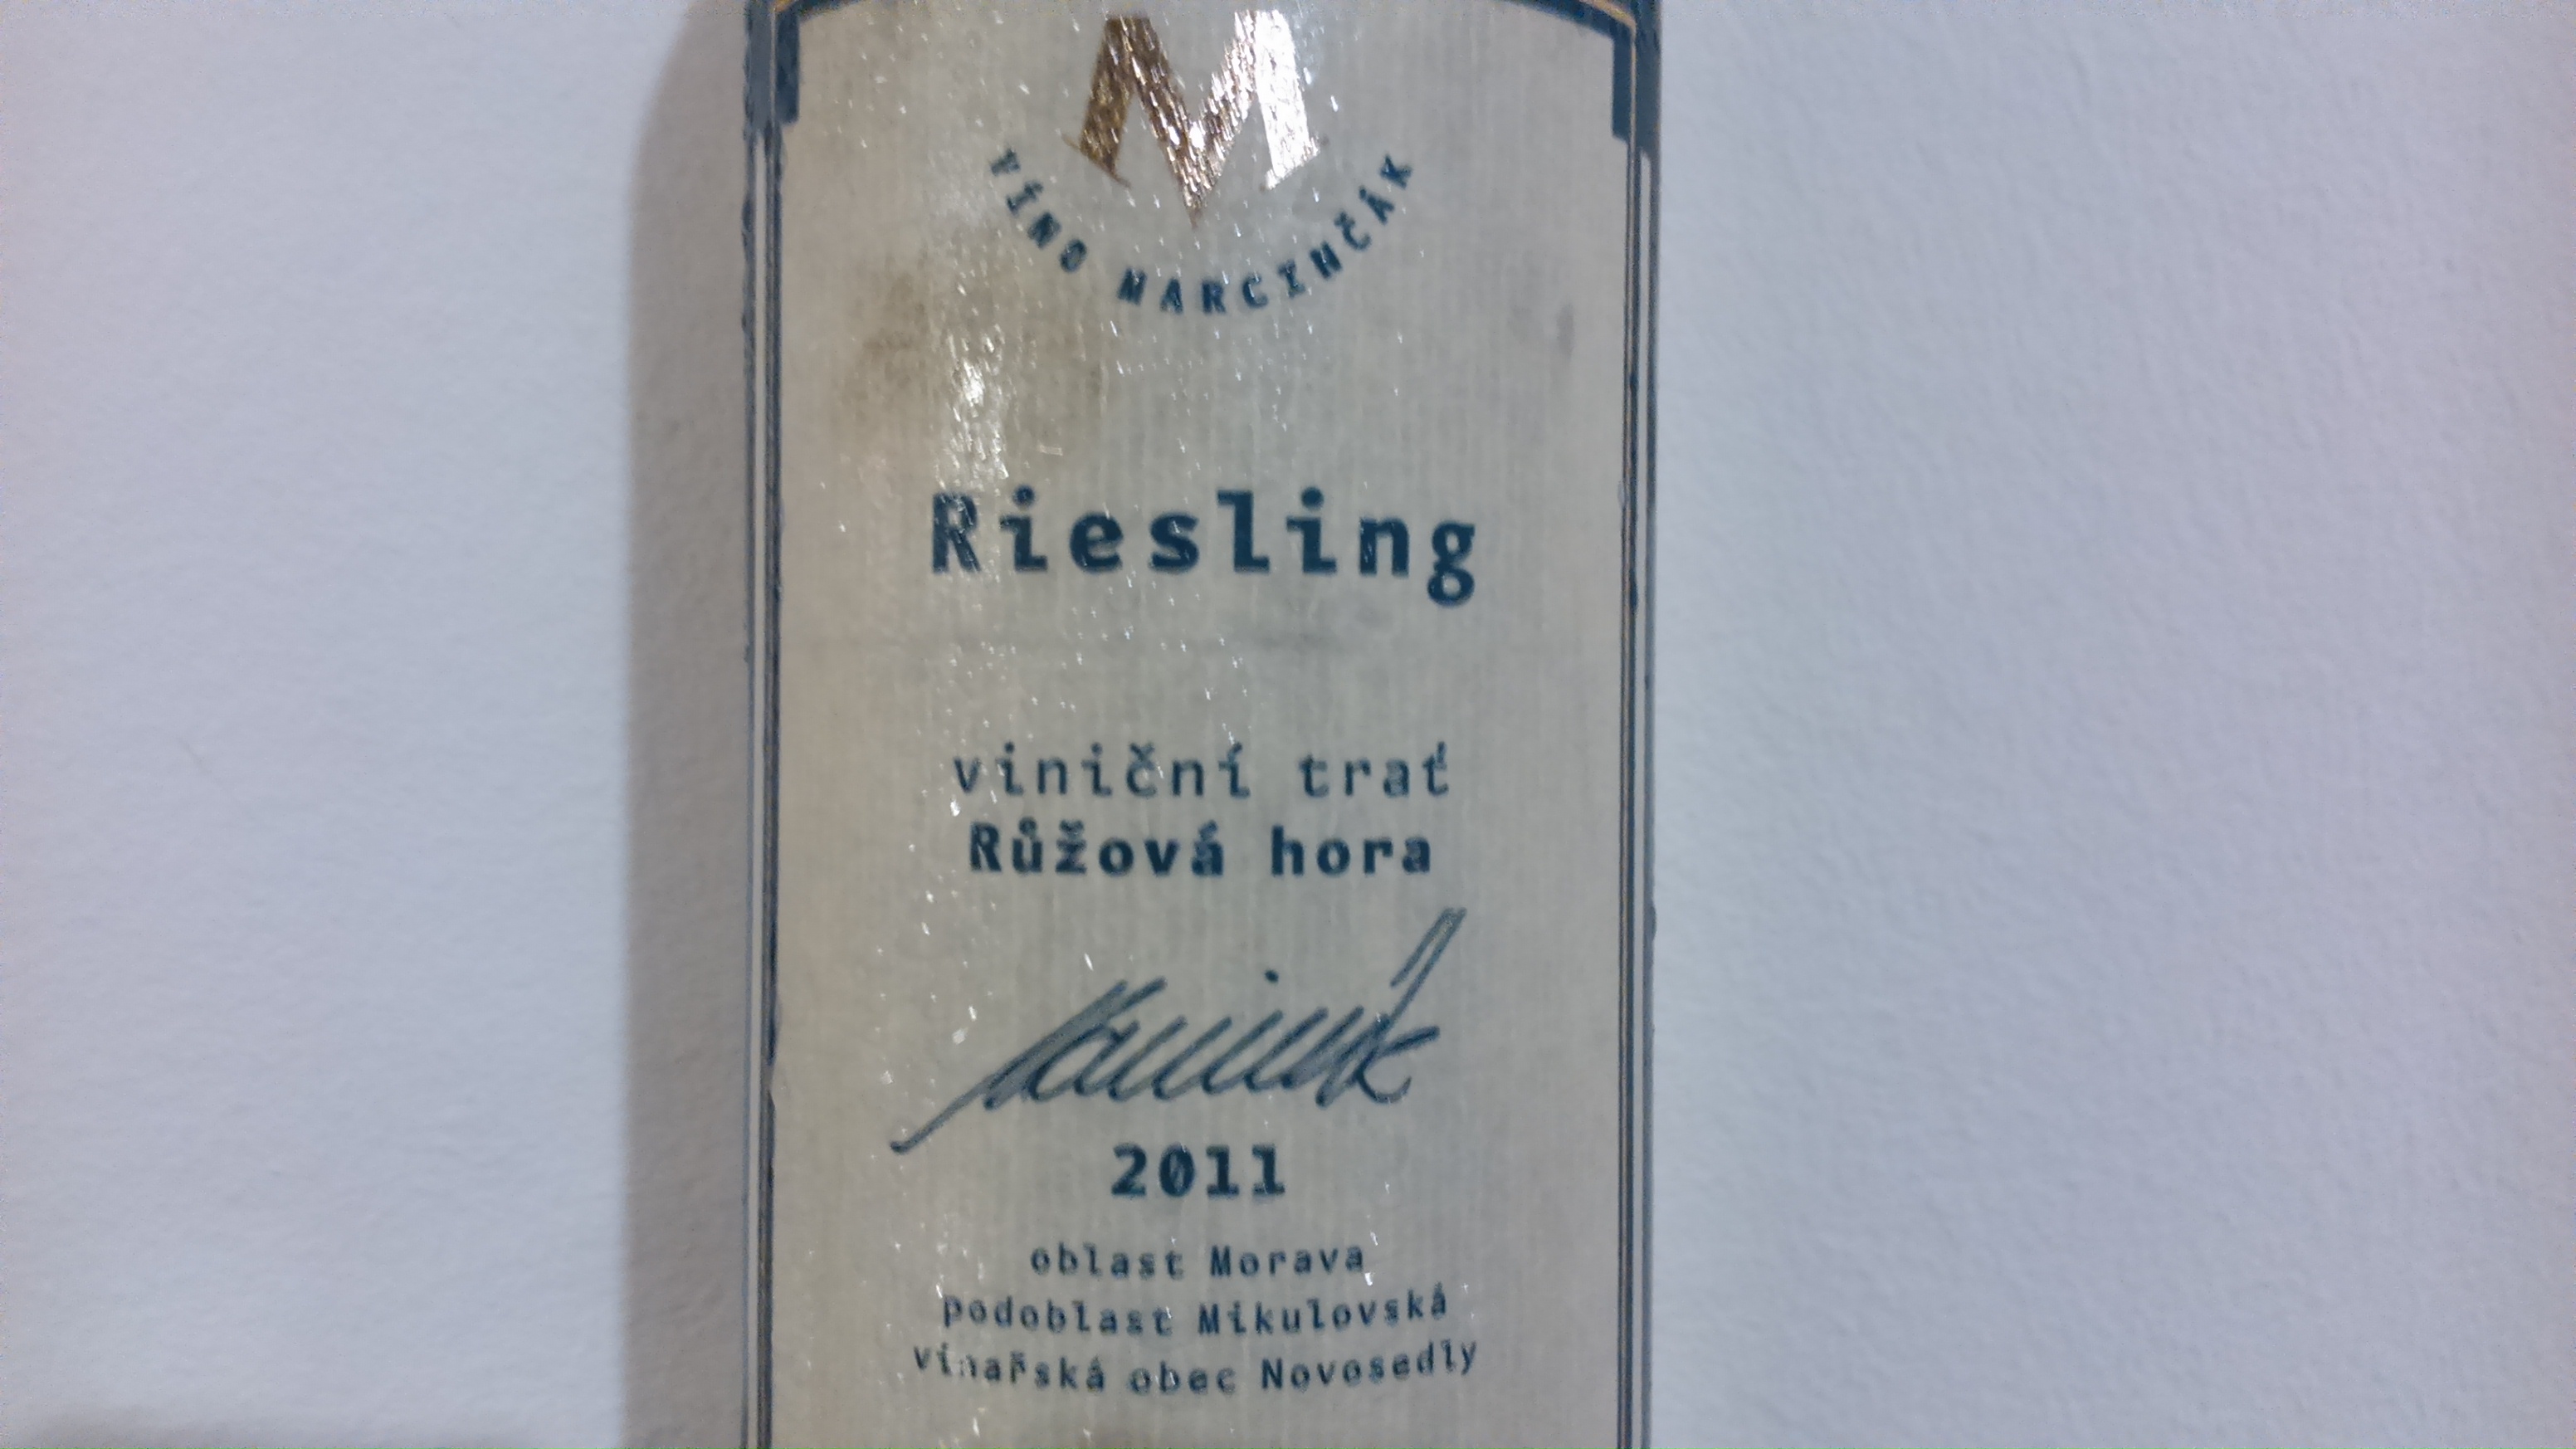 M
VÍNO MARCINČÁK
Riesling
viniční trať
Růžová hora
2011
oblast Morava
podoblast Mikulovská
vinařská obec Novosedly